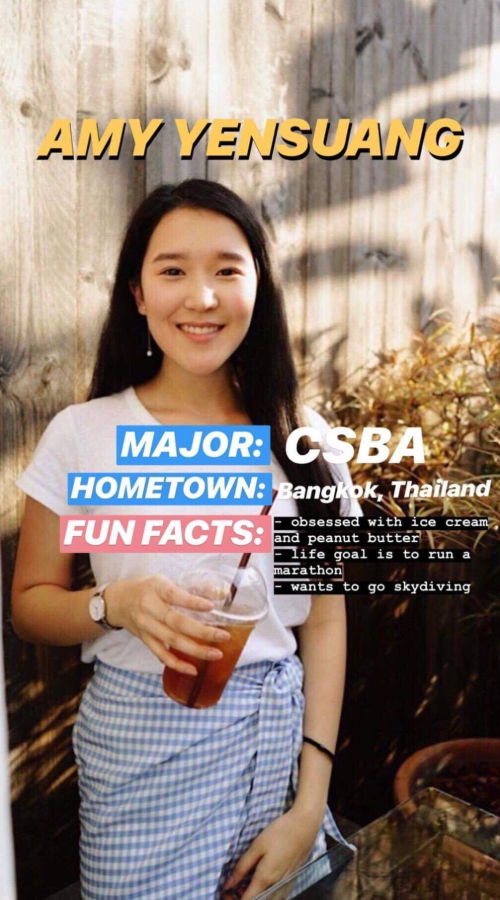 AMY YENSUANG
MAJOR: CSBA
HOMETOWN: Bangkok, Thailand
FUN FACTS:
- obsessed with ice cream
and peanut butter
- life goal is to run a
marathon
- wants to go skydiving